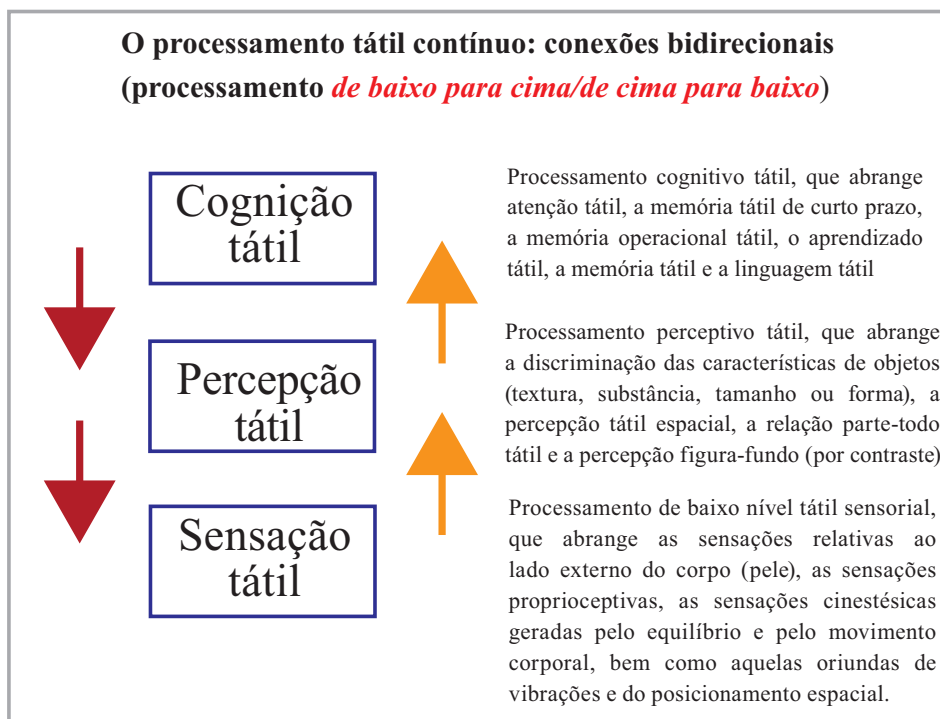 O processamento tátil contínuo: conexões bidirecionais
(processamento de baixo para cima/de cima para baixo)
Cognição
tátil
Processamento cognitivo tátil, que abrange
atenção tátil, a memória tátil de curto prazo,
a memória operacional tátil, o aprendizado
tátil, a memória tátil e a linguagem tátil
Percepção
tátil
Processamento perceptivo tátil, que abrange
a discriminação das características de objetos
(textura, substância, tamanho ou forma), a
percepção tátil espacial, a relação parte-todo
tátil e a percepção figura-fundo (por contraste)
Sensação
tátil
Processamento de baixo nível tátil sensorial,
que abrange as sensações relativas ao
lado externo do corpo (pele), as sensações
proprioceptivas, as sensações cinestésicas
geradas pelo equilíbrio e pelo movimento
corporal, bem como aquelas oriundas de
vibrações e do posicionamento espacial.